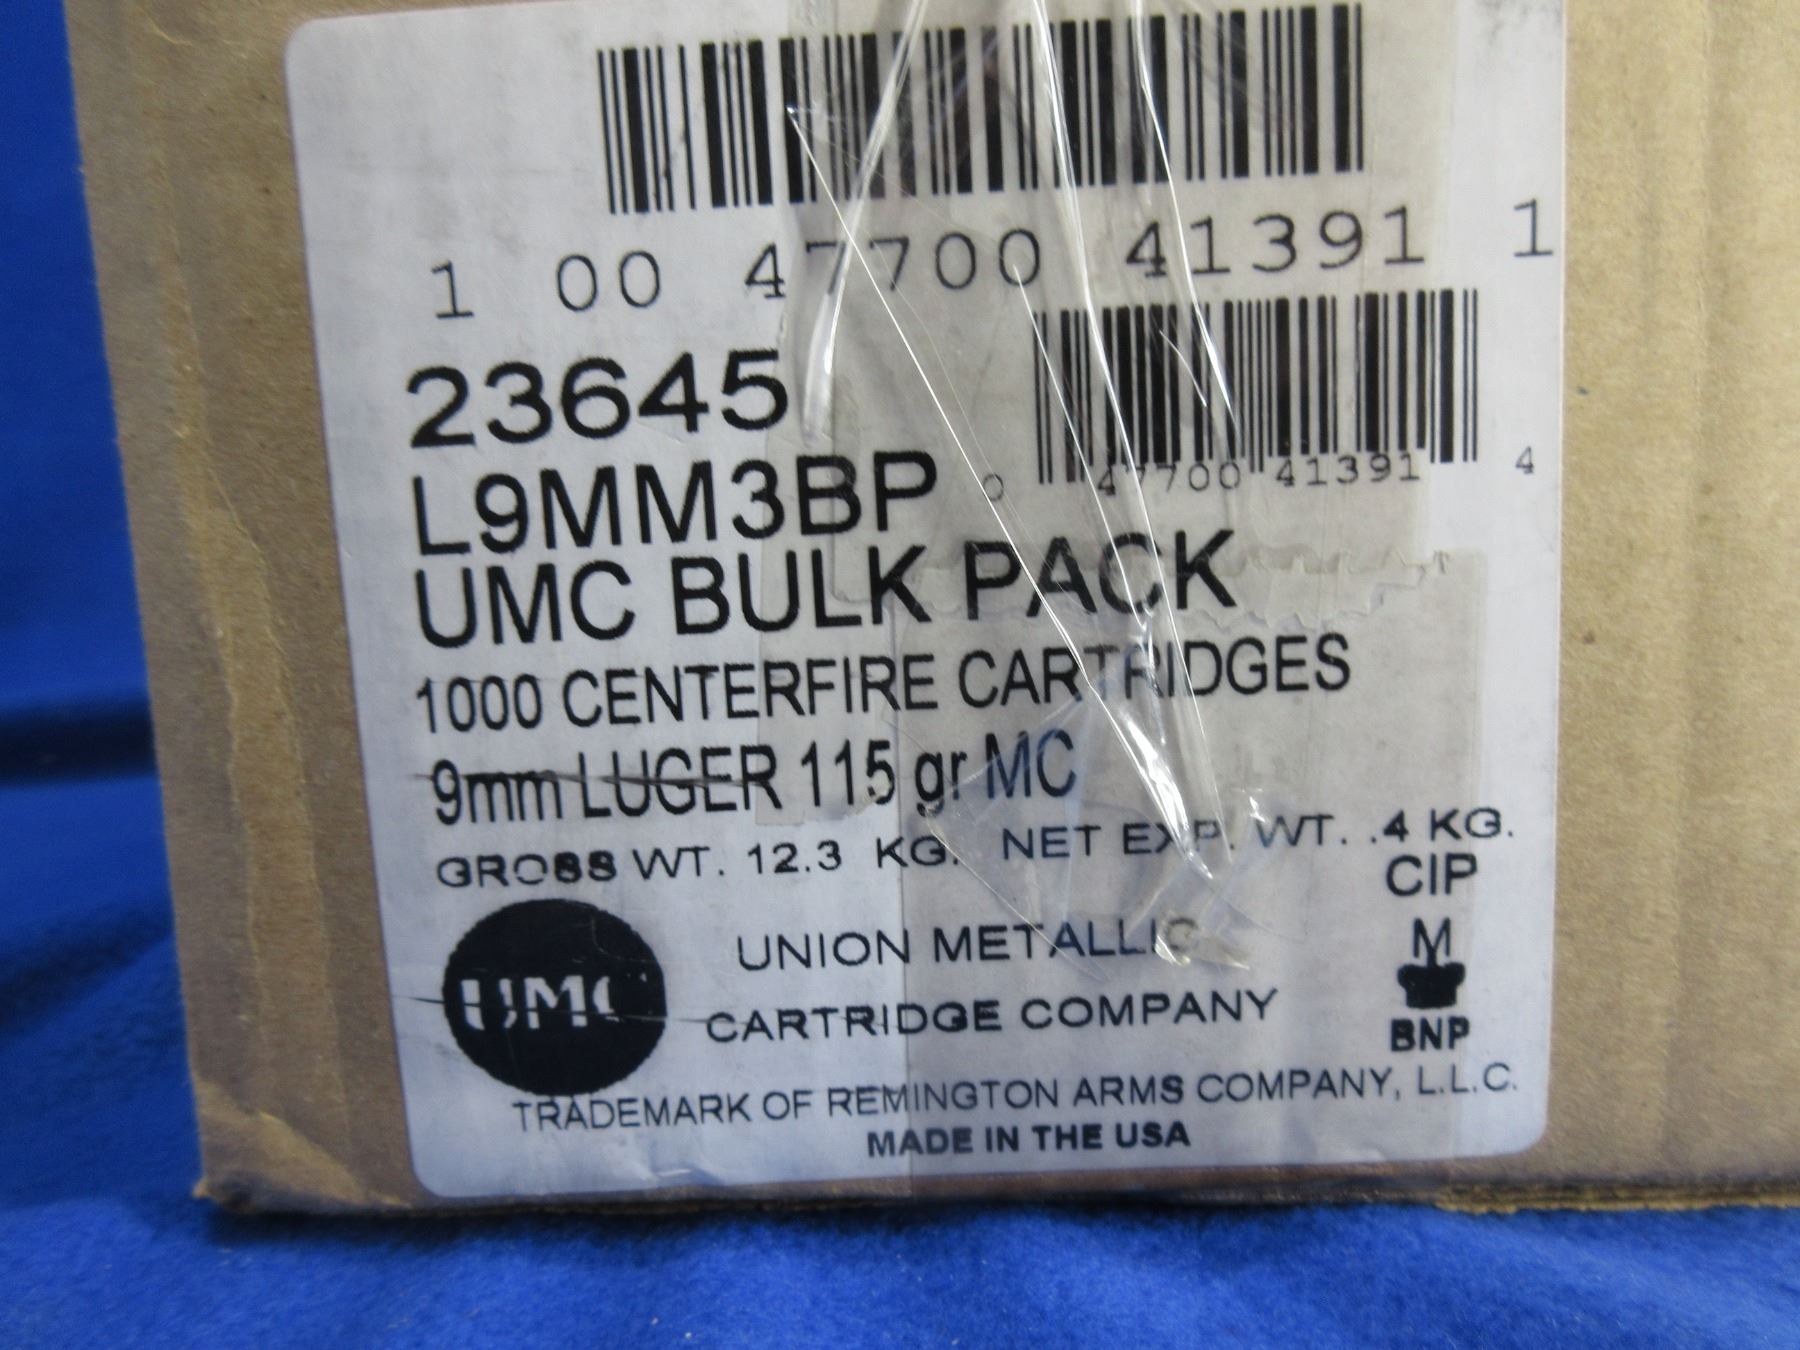 1 00 47700 41391 1
23645
0 47700 41391 4
L9MM3BP
UMC BULK PACK
1000 CENTERFIRE CARTRIDGES
9mm LUGER 115 gr MC
GROSS WT. 12.3 KG. NET EXP. WT. .4 KG.
CIP
M
BNP
UMC
UNION METALLIC
CARTRIDGE COMPANY
TRADEMARK OF REMINGTON ARMS COMPANY, L.L.C.
MADE IN THE USA